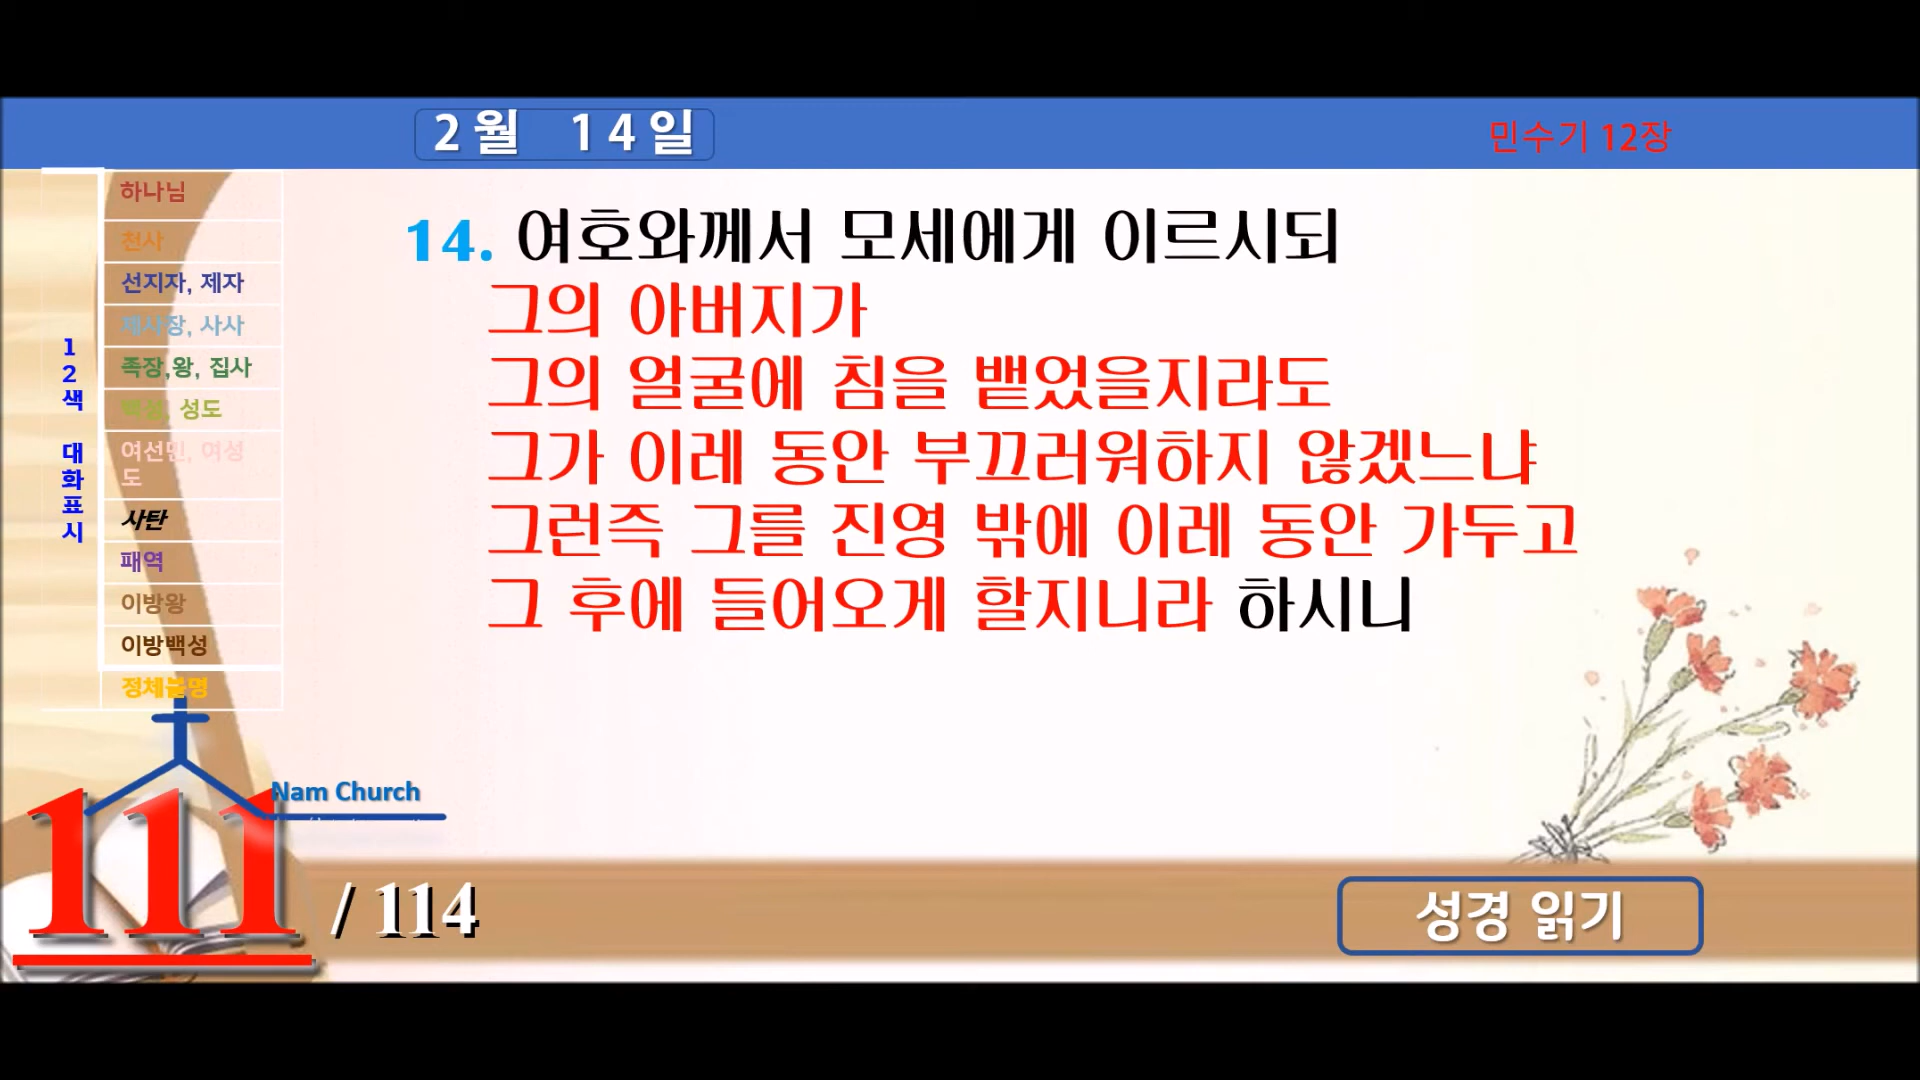 2월 14일
민수기 12장
12색 대화표시
하나님
천사
선지자, 제자
제사장, 사사
족장,왕, 집사
백성, 성도
여선민, 여성
도
사탄
패역
이방왕
이방백성
정체불명
14. 여호와께서 모세에게 이르시되
그의 아버지가
그의 얼굴에 침을 뱉었을지라도
그가 이레 동안 부끄러워하지 않겠느냐
그런즉 그를 진영 밖에 이레 동안 가두고
그 후에 들어오게 할지니라 하시니
Nam Church
111 / 114
성경 읽기